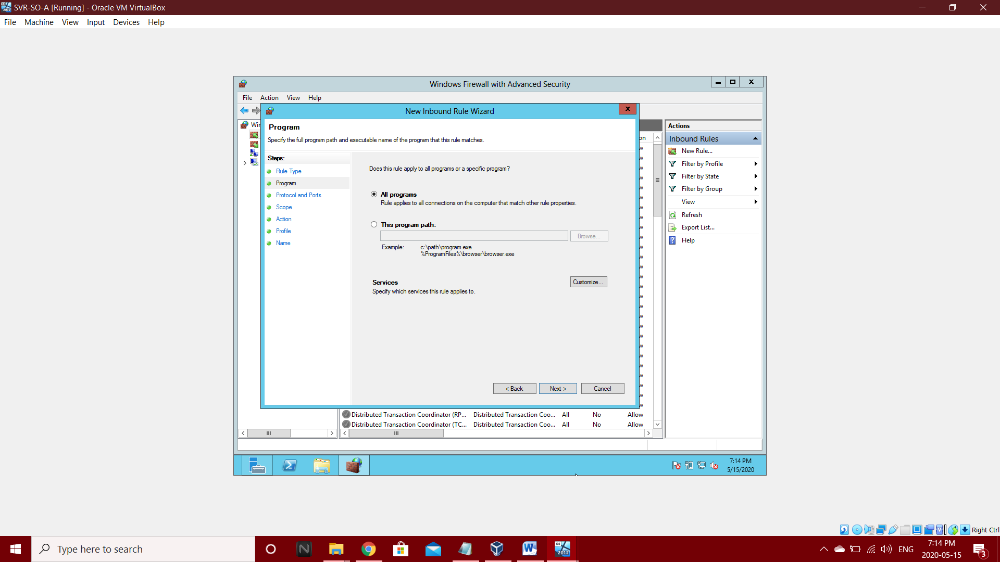 SVR-SO-A [Running] - Oracle VM VirtualBox
File Machine View Input Devices Help
Windows Firewall with Advanced Security
File Action View Help
New Inbound Rule Wizard
Program
Specify the full program path and executable name of the program that this rule matches.
Steps:
Rule Type
Program
Protocol and Ports
Scope
Action
Profile
Name
Does this rule apply to all programs or a specific program?
All programs
Rule applies to all connections on the computer that match other rule properties.
This program path:
Browse...
Example: c:\path\program.exe
%ProgramFiles%\browser\browser.exe
Services
Specify which services this rule applies to.
Customize...
< Back Next > Cancel
Actions
Inbound Rules
New Rule...
Filter by Profile
Filter by State
Filter by Group
View
Refresh
Export List...
Help
Distributed Transaction Coordinator (RP... Distributed Transaction Coo... All No Allow
Distributed Transaction Coordinator (TC... Distributed Transaction Coo... All No Allow
7:14 PM
5/15/2020
Right Ctrl
Type here to search
ENG
7:14 PM
2020-05-15
3
64
2012